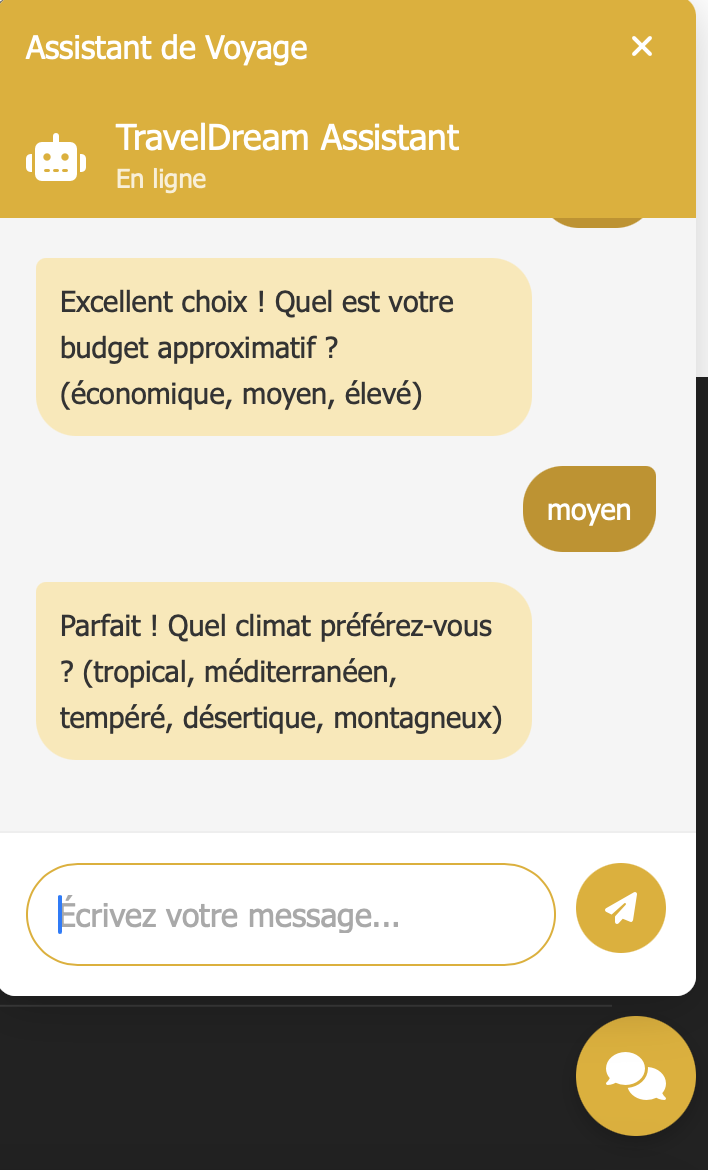 Assistant de Voyage
TravelDream Assistant
En ligne
Excellent choix ! Quel est votre
budget approximatif ?
(économique, moyen, élevé)
moyen
Parfait ! Quel climat préférez-vous
? (tropical, méditerranéen,
tempéré, désertique, montagneux)
Écrivez votre message...